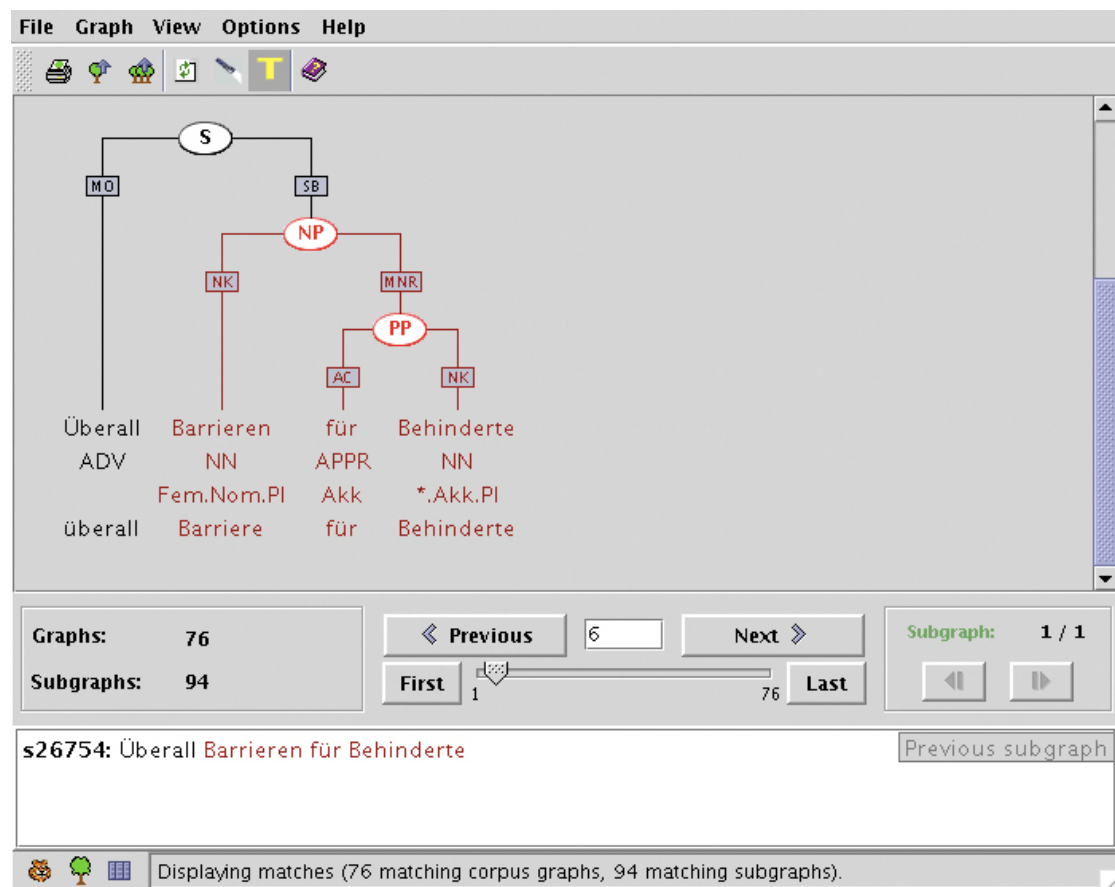 File Graph View Options Help
T
S
MO SB
NP
NK MNR
PP
AC NK
Überall Barrieren für Behinderte
ADV NN APPR NN
Fem.Nom.Pl Akk *.Akk.Pl
überall Barriere für Behinderte
Graphs: 76
Previous 6 Next
Subgraph: 1 / 1
Subgraphs: 94
First 1 76 Last
s26754: Überall Barrieren für Behinderte
Previous subgraph
Displaying matches (76 matching corpus graphs, 94 matching subgraphs).